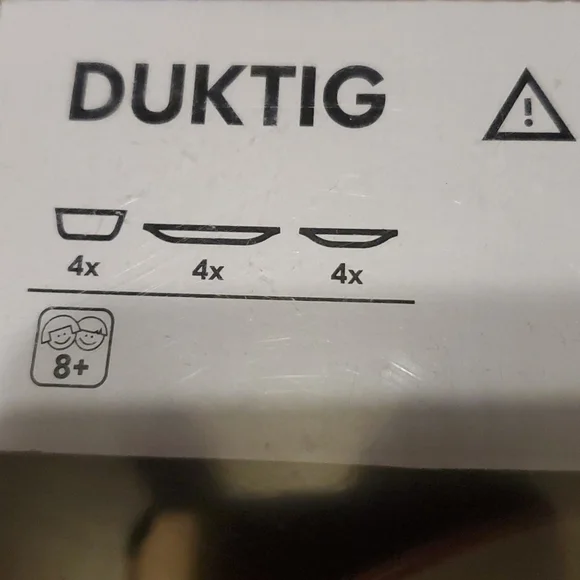 DUKTIG
!
4x 4x 4x
8+